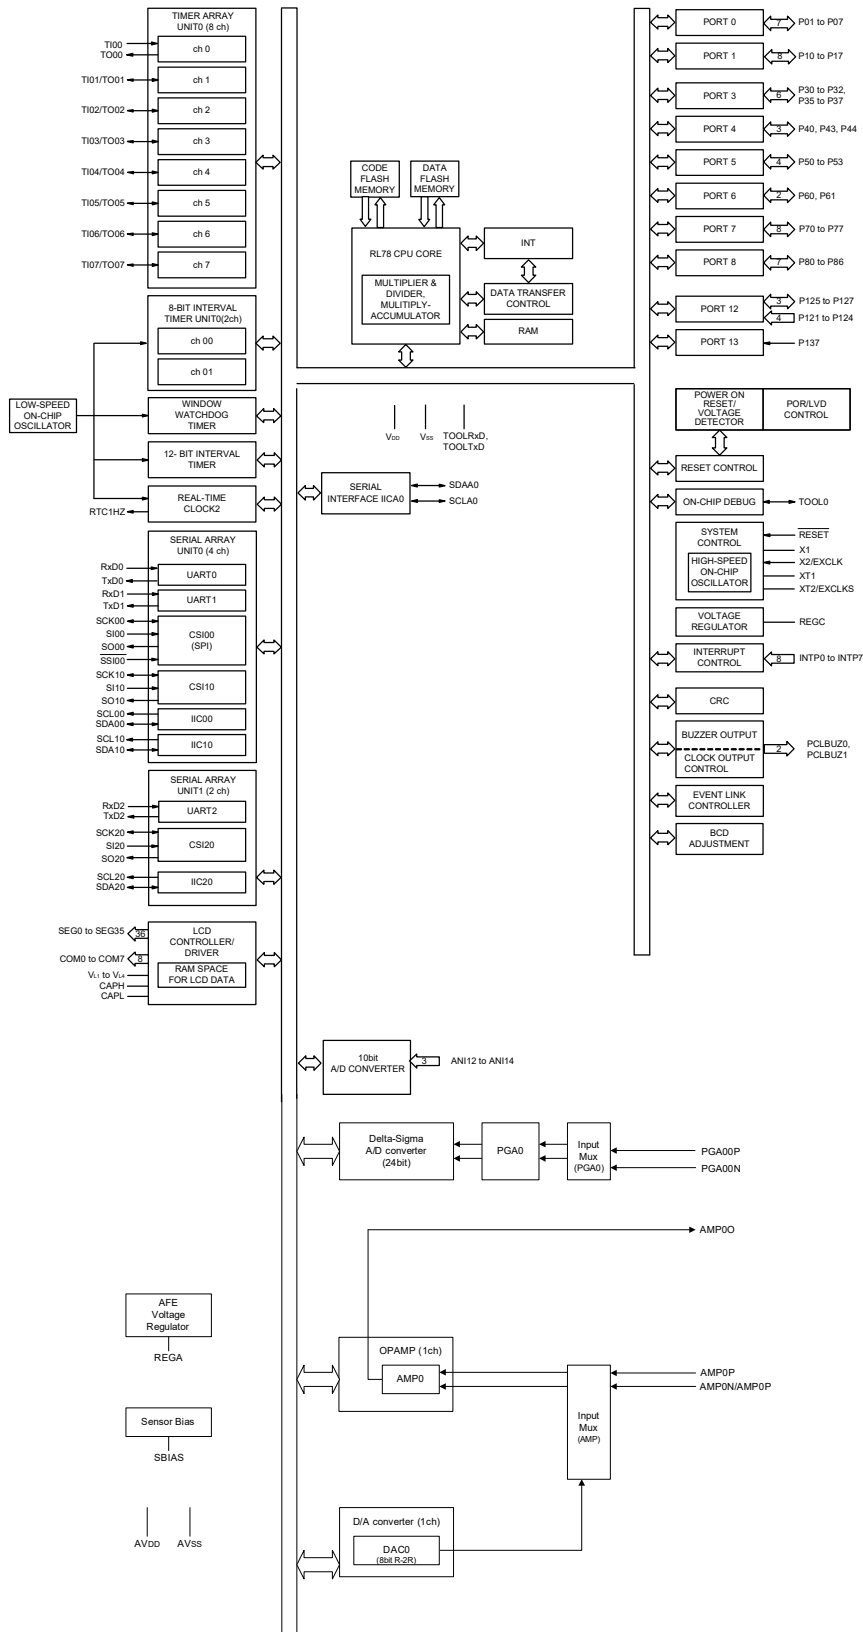 TIMER ARRAY
UNIT0 (8 ch)
TI00
TO00
ch 0
TI01/TO01
ch 1
TI02/TO02
ch 2
TI03/TO03
ch 3
TI04/TO04
ch 4
TI05/TO05
ch 5
TI06/TO06
ch 6
TI07/TO07
ch 7
8-BIT INTERVAL
TIMER UNIT0(2ch)
ch 00
ch 01
LOW-SPEED
ON-CHIP
OSCILLATOR
WINDOW
WATCHDOG
TIMER
12- BIT INTERVAL
TIMER
REAL-TIME
CLOCK2
RTC1HZ
SERIAL ARRAY
UNIT0 (4 ch)
RxD0
TxD0
UART0
RxD1
TxD1
UART1
SCK00
SI00
SO00
SSI00
CSI00
(SPI)
SCK10
SI10
SO10
CSI10
SCL00
SDA00
IIC00
SCL10
SDA10
IIC10
SERIAL ARRAY
UNIT1 (2 ch)
RxD2
TxD2
UART2
SCK20
SI20
SO20
CSI20
SCL20
SDA20
IIC20
SEG0 to SEG35
36
COM0 to COM7
8
VL1 to VL4
CAPH
CAPL
LCD
CONTROLLER/
DRIVER
RAM SPACE
FOR LCD DATA
CODE
FLASH
MEMORY
DATA
FLASH
MEMORY
RL78 CPU CORE
MULTIPLIER &
DIVIDER,
MULITIPLY-
ACCUMULATOR
INT
DATA TRANSFER
CONTROL
RAM
VDD
VSS
TOOLRxD,
TOOLTxD
SERIAL
INTERFACE IICA0
SDAA0
SCLA0
PORT 0
7
P01 to P07
PORT 1
8
P10 to P17
PORT 3
6
P30 to P32,
P35 to P37
PORT 4
3
P40, P43, P44
PORT 5
4
P50 to P53
PORT 6
2
P60, P61
PORT 7
8
P70 to P77
PORT 8
7
P80 to P86
PORT 12
3
P125 to P127
4
P121 to P124
PORT 13
P137
POWER ON
RESET/
VOLTAGE
DETECTOR
POR/LVD
CONTROL
RESET CONTROL
ON-CHIP DEBUG
TOOL0
SYSTEM
CONTROL
HIGH-SPEED
ON-CHIP
OSCILLATOR
RESET
X1
X2/EXCLK
XT1
XT2/EXCLKS
VOLTAGE
REGULATOR
REGC
INTERRUPT
CONTROL
8
INTP0 to INTP7
CRC
BUZZER OUTPUT
CLOCK OUTPUT
CONTROL
2
PCLBUZ0,
PCLBUZ1
EVENT LINK
CONTROLLER
BCD
ADJUSTMENT
10bit
A/D CONVERTER
3
ANI12 to ANI14
Delta-Sigma
A/D converter
(24bit)
PGA0
Input
Mux
(PGA0)
PGA00P
PGA00N
AMP0O
AFE
Voltage
Regulator
REGA
OPAMP (1ch)
AMP0
AMP0P
AMP0N/AMP0P
Input
Mux
(AMP)
Sensor Bias
SBIAS
AVDD
AVSS
D/A converter (1ch)
DAC0
(8bit R-2R)